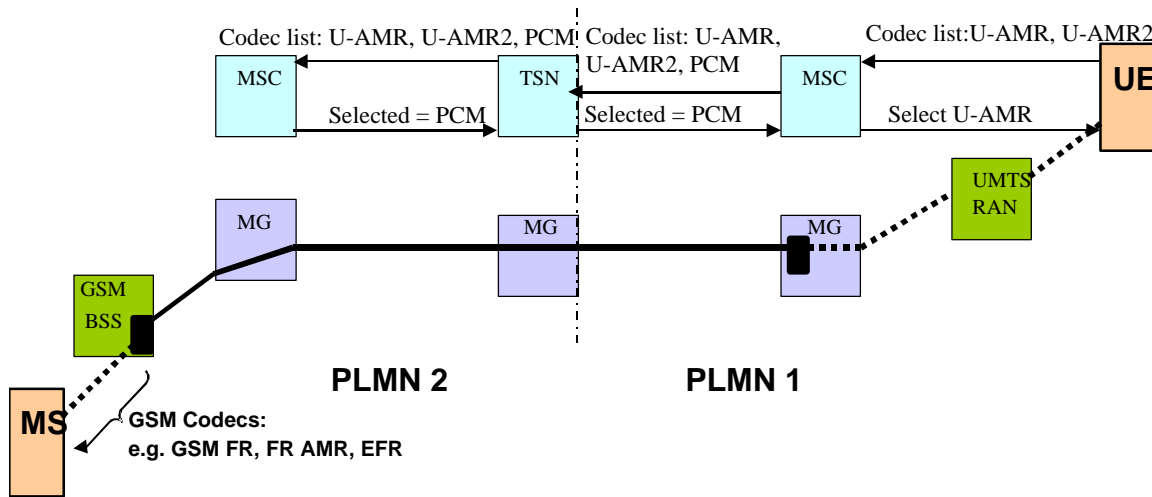 Codec list: U-AMR, U-AMR2, PCM
Codec list: U-AMR,
U-AMR2, PCM
Codec list:U-AMR, U-AMR2
MSC
TSN
MSC
UE
Selected = PCM
Selected = PCM
Select U-AMR
UMTS
RAN
MG
MG
MG
GSM
BSS
PLMN 2
PLMN 1
MS
GSM Codecs:
e.g. GSM FR, FR AMR, EFR